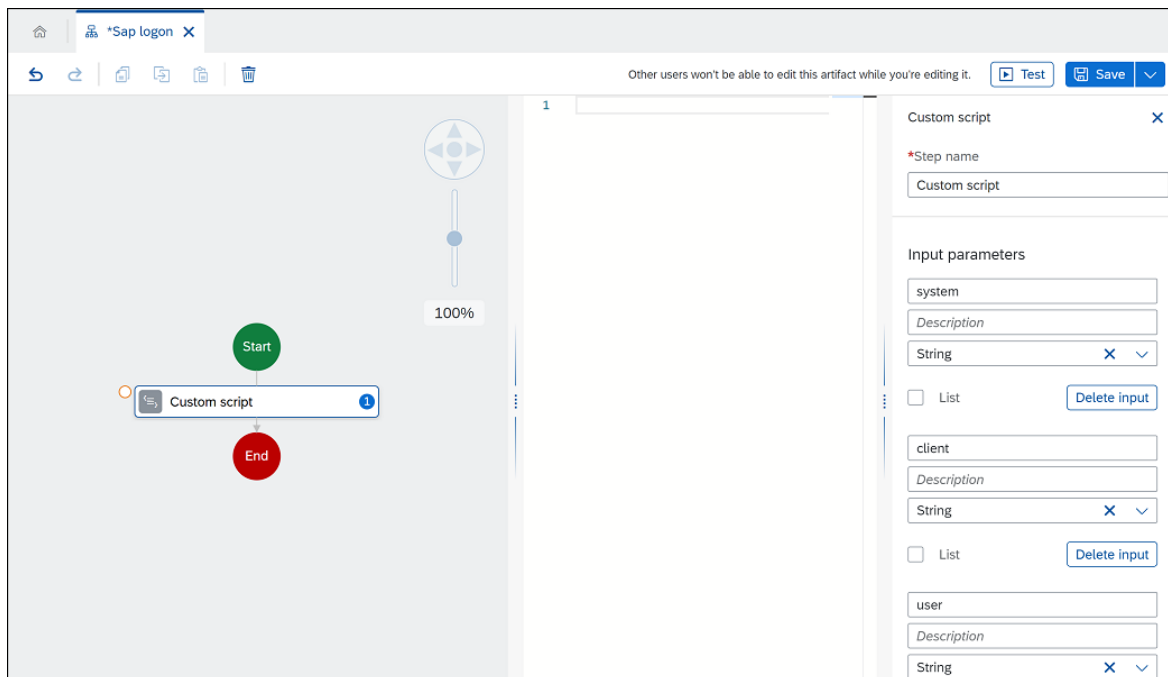 *Sap logon
Other users won't be able to edit this artifact while you're editing it.
Test
Save
1
100%
Start
Custom script
1
End
Custom script
*Step name
Custom script
Input parameters
system
Description
String
List
Delete input
client
Description
String
List
Delete input
user
Description
String